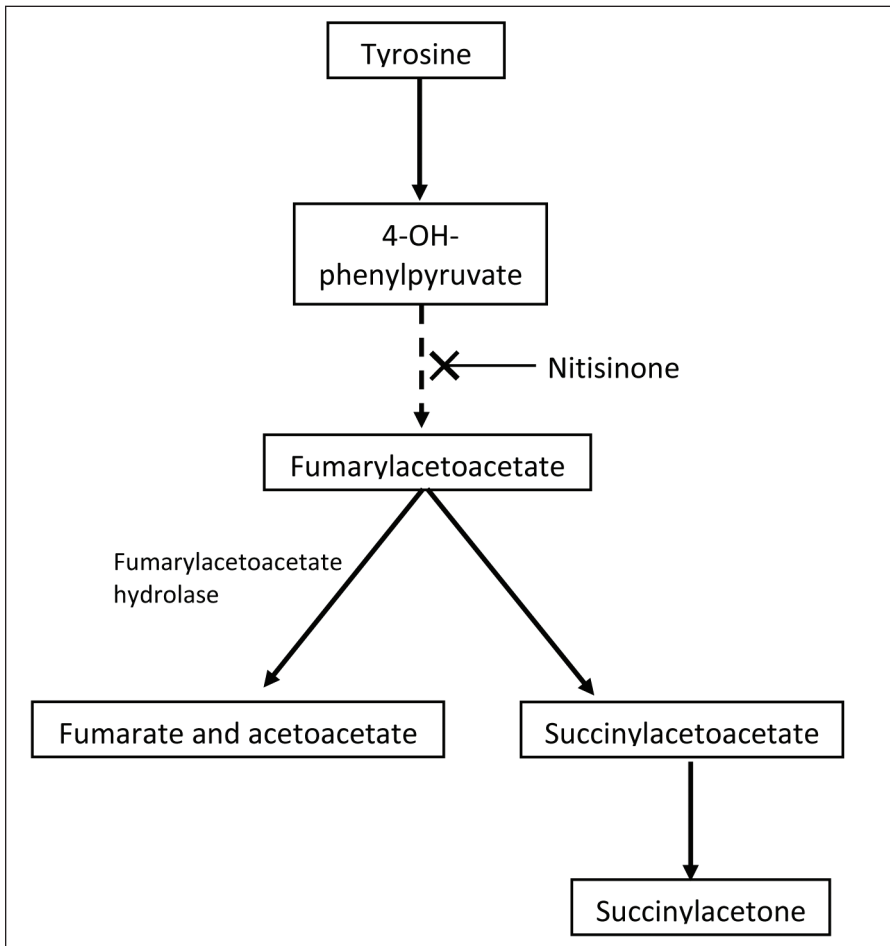 Tyrosine
4-OH-
phenylpyruvate
Nitisinone
Fumarylacetoacetate
Fumarylacetoacetate
hydrolase
Fumarate and acetoacetate
Succinylacetoacetate
Succinylacetone